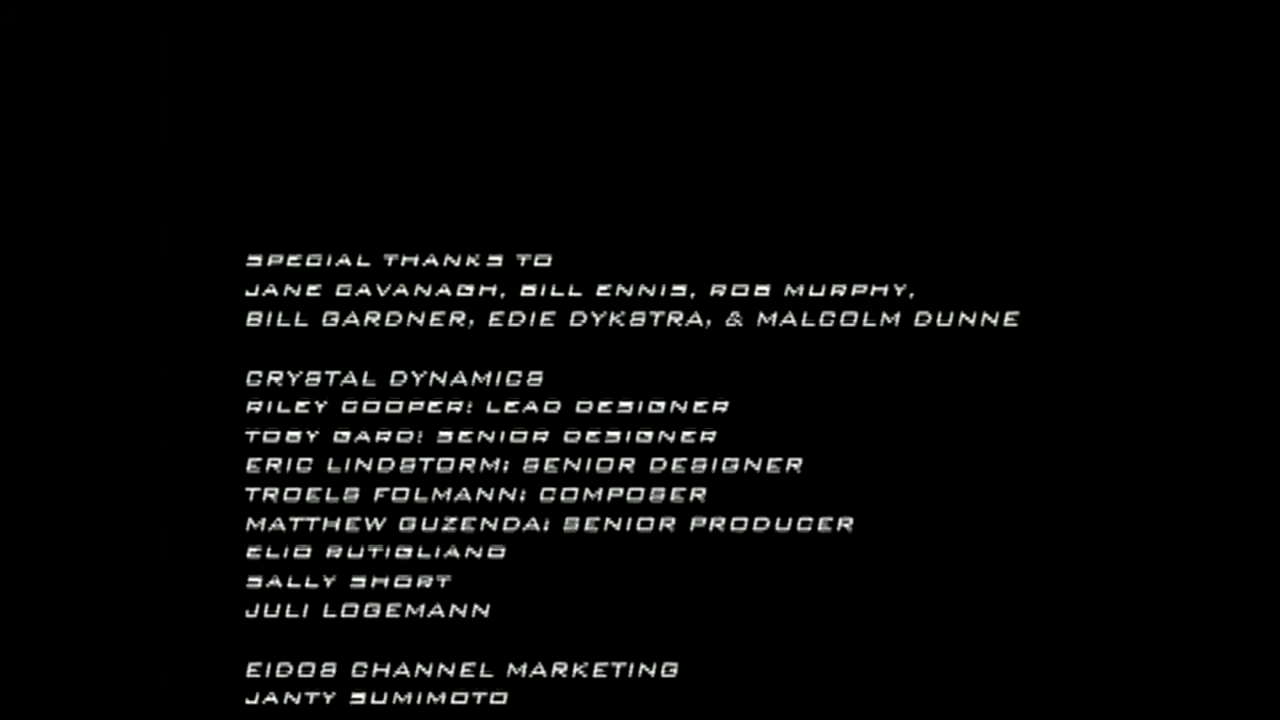 SPECIAL THANKS TO
JANE CAVANAGH, BILL ENNIS, ROB MURPHY,
BILL GARDNER, EDIE DYKSTRA, & MALCOLM DUNNE
CRYSTAL DYNAMICS
RILEY COOPER: LEAD DESIGNER
TOBY GARD: SENIOR DESIGNER
ERIC LINDSTORM: SENIOR DESIGNER
TROELS FOLMANN: COMPOSER
MATTHEW GUZENDA: SENIOR PRODUCER
ELIO RUTIGLIANO
SALLY SHORT
JULI LOGEMANN
EIDOS CHANNEL MARKETING
JANTY SUMIMOTO